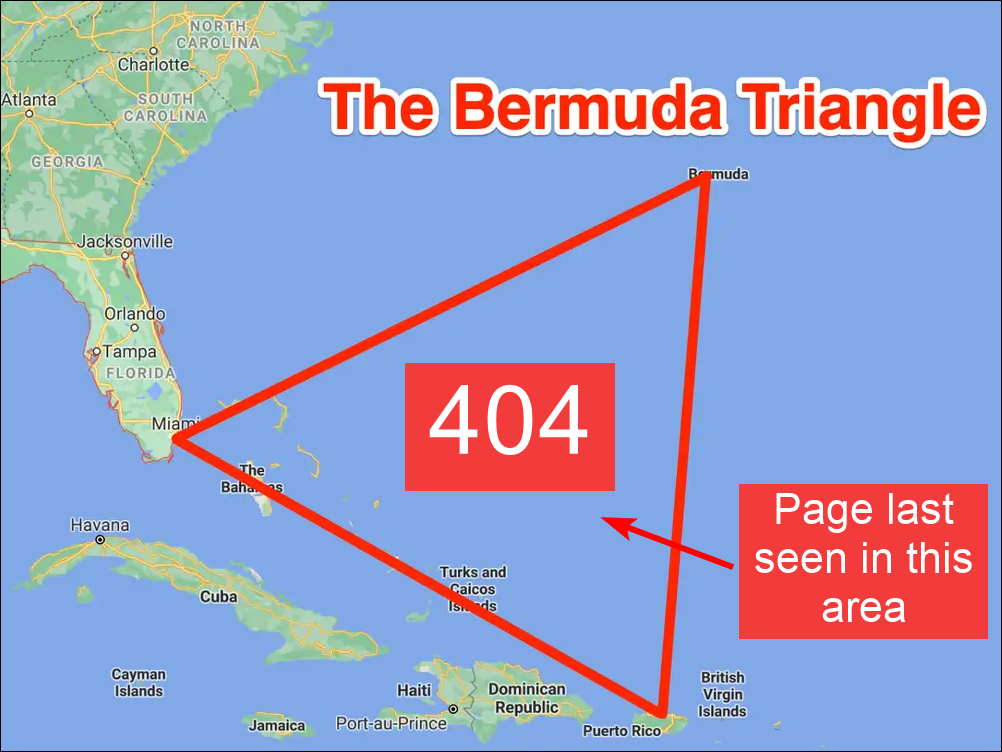 NORTH
CAROLINA
Charlotte
The Bermuda Triangle
Atlanta
SOUTH
CAROLINA
GEORGIA
Bermuda
Jacksonville
Orlando
Tampa
FLORIDA
404
Miami
The
Bahamas
Page last
seen in this
area
Havana
Turks and
Caicos
Islands
Cuba
Cayman
Islands
Haiti
Dominican
Republic
British
Virgin
Islands
Jamaica
Port-au-Prince
Puerto Rico